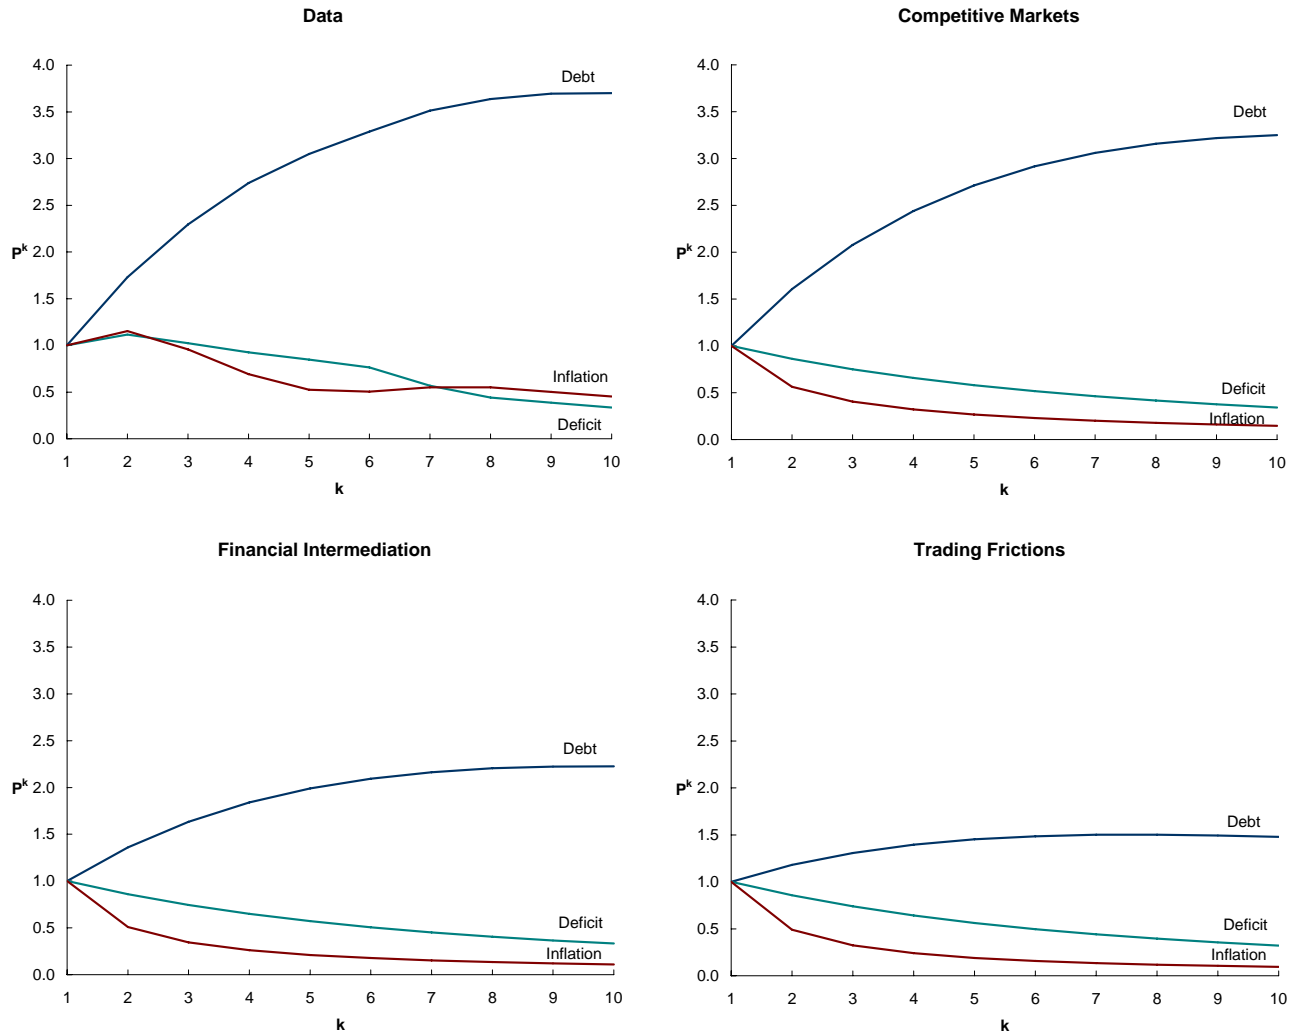 Data
4.0
3.5
3.0
2.5
2.0
1.5
1.0
0.5
0.0
P^k
Debt
Inflation
Deficit
1 2 3 4 5 6 7 8 9 10
k
Competitive Markets
4.0
3.5
3.0
2.5
2.0
1.5
1.0
0.5
0.0
P^k
Debt
Deficit
Inflation
1 2 3 4 5 6 7 8 9 10
k
Financial Intermediation
4.0
3.5
3.0
2.5
2.0
1.5
1.0
0.5
0.0
P^k
Debt
Deficit
Inflation
1 2 3 4 5 6 7 8 9 10
k
Trading Frictions
4.0
3.5
3.0
2.5
2.0
1.5
1.0
0.5
0.0
P^k
Debt
Deficit
Inflation
1 2 3 4 5 6 7 8 9 10
k